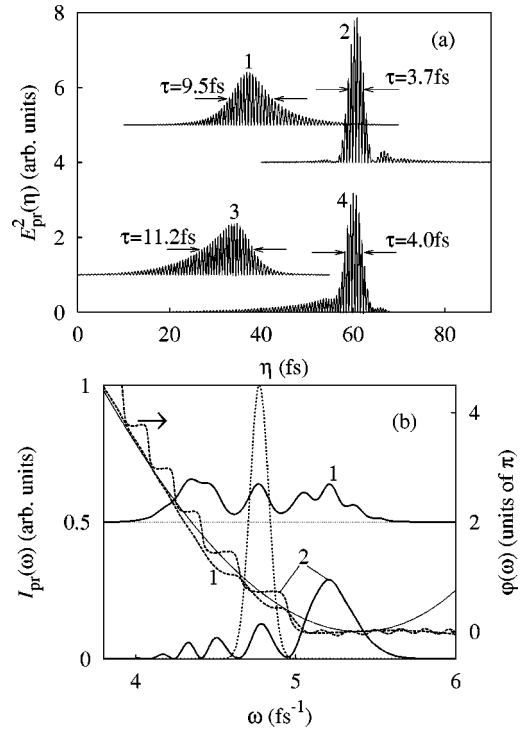 8
6
4
2
0
E²pr(η) (arb. units)
(a)
1
2
τ=9.5fs
τ=3.7fs
3
4
τ=11.2fs
τ=4.0fs
0
20
40
60
80
η (fs)
1
0.5
0
Ipr(ω) (arb. units)
(b)
1
1
2
4
2
0
φ(ω) (units of π)
4
5
6
ω (fs⁻¹)